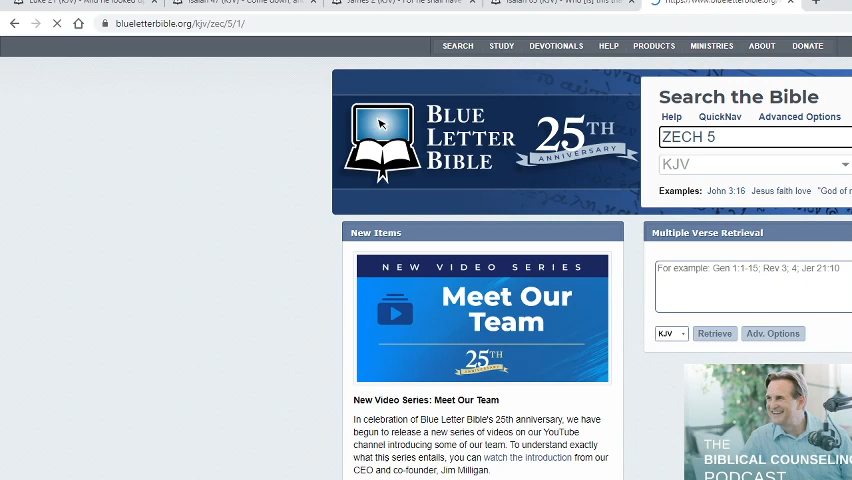 Luke 21 (KJV) - And he looked u
Isaiah 47 (KJV) - Come down, an
James 2 (KJV) - For he shall have
Isaiah 65 (KJV) - Who [is] this th
https://www.blueletterbible.org/
blueletterbible.org/kjv/zec/5/1/
SEARCH STUDY DEVOTIONALS HELP PRODUCTS MINISTRIES ABOUT DONATE
BLUE
LETTER
BIBLE
25TH
ANNIVERSARY
Search the Bible
Help QuickNav Advanced Options
ZECH 5
KJV
Examples: John 3:16 Jesus faith love "God of m
New Items
NEW VIDEO SERIES
Meet Our
Team
25TH
ANNIVERSARY
New Video Series: Meet Our Team
In celebration of Blue Letter Bible's 25th anniversary, we have
begun to release a new series of videos on our YouTube
channel introducing some of our team. To understand exactly
what this series entails, you can watch the introduction from our
CEO and co-founder, Jim Milligan.
Multiple Verse Retrieval
For example: Gen 1:1-15; Rev 3; 4; Jer 21:10
KJV Retrieve Adv. Options
THE
BIBLICAL COUNSELING
PODCAST